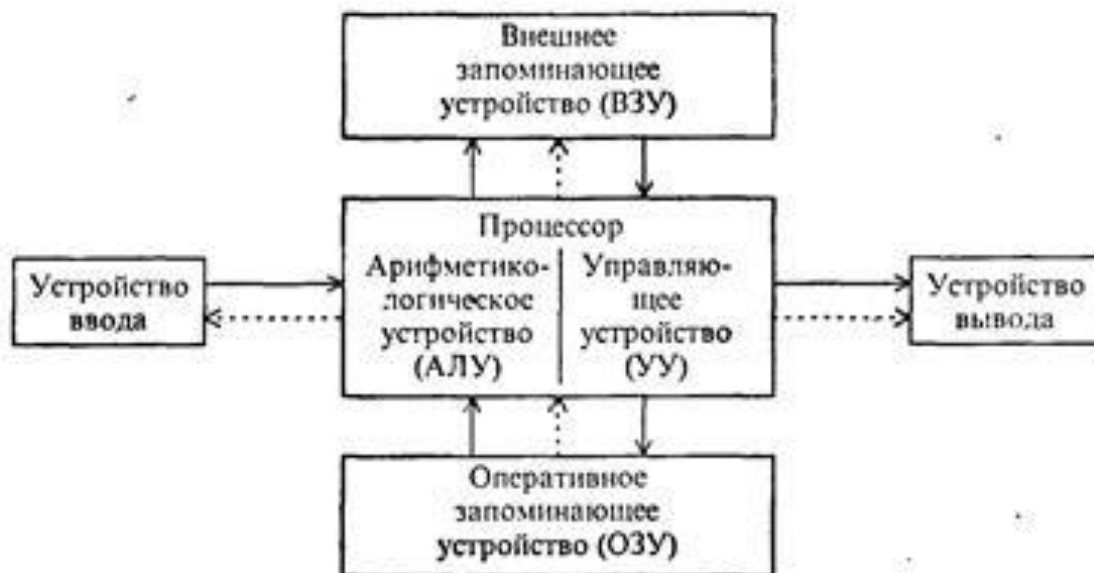 Внешнее
запоминающее
устройство (ВЗУ)
Процессор
Арифметико-
логическое
устройство
(АЛУ)
Управляю-
щее
устройство
(УУ)
Устройство
ввода
Устройство
вывода
Оперативное
запоминающее
устройство (ОЗУ)